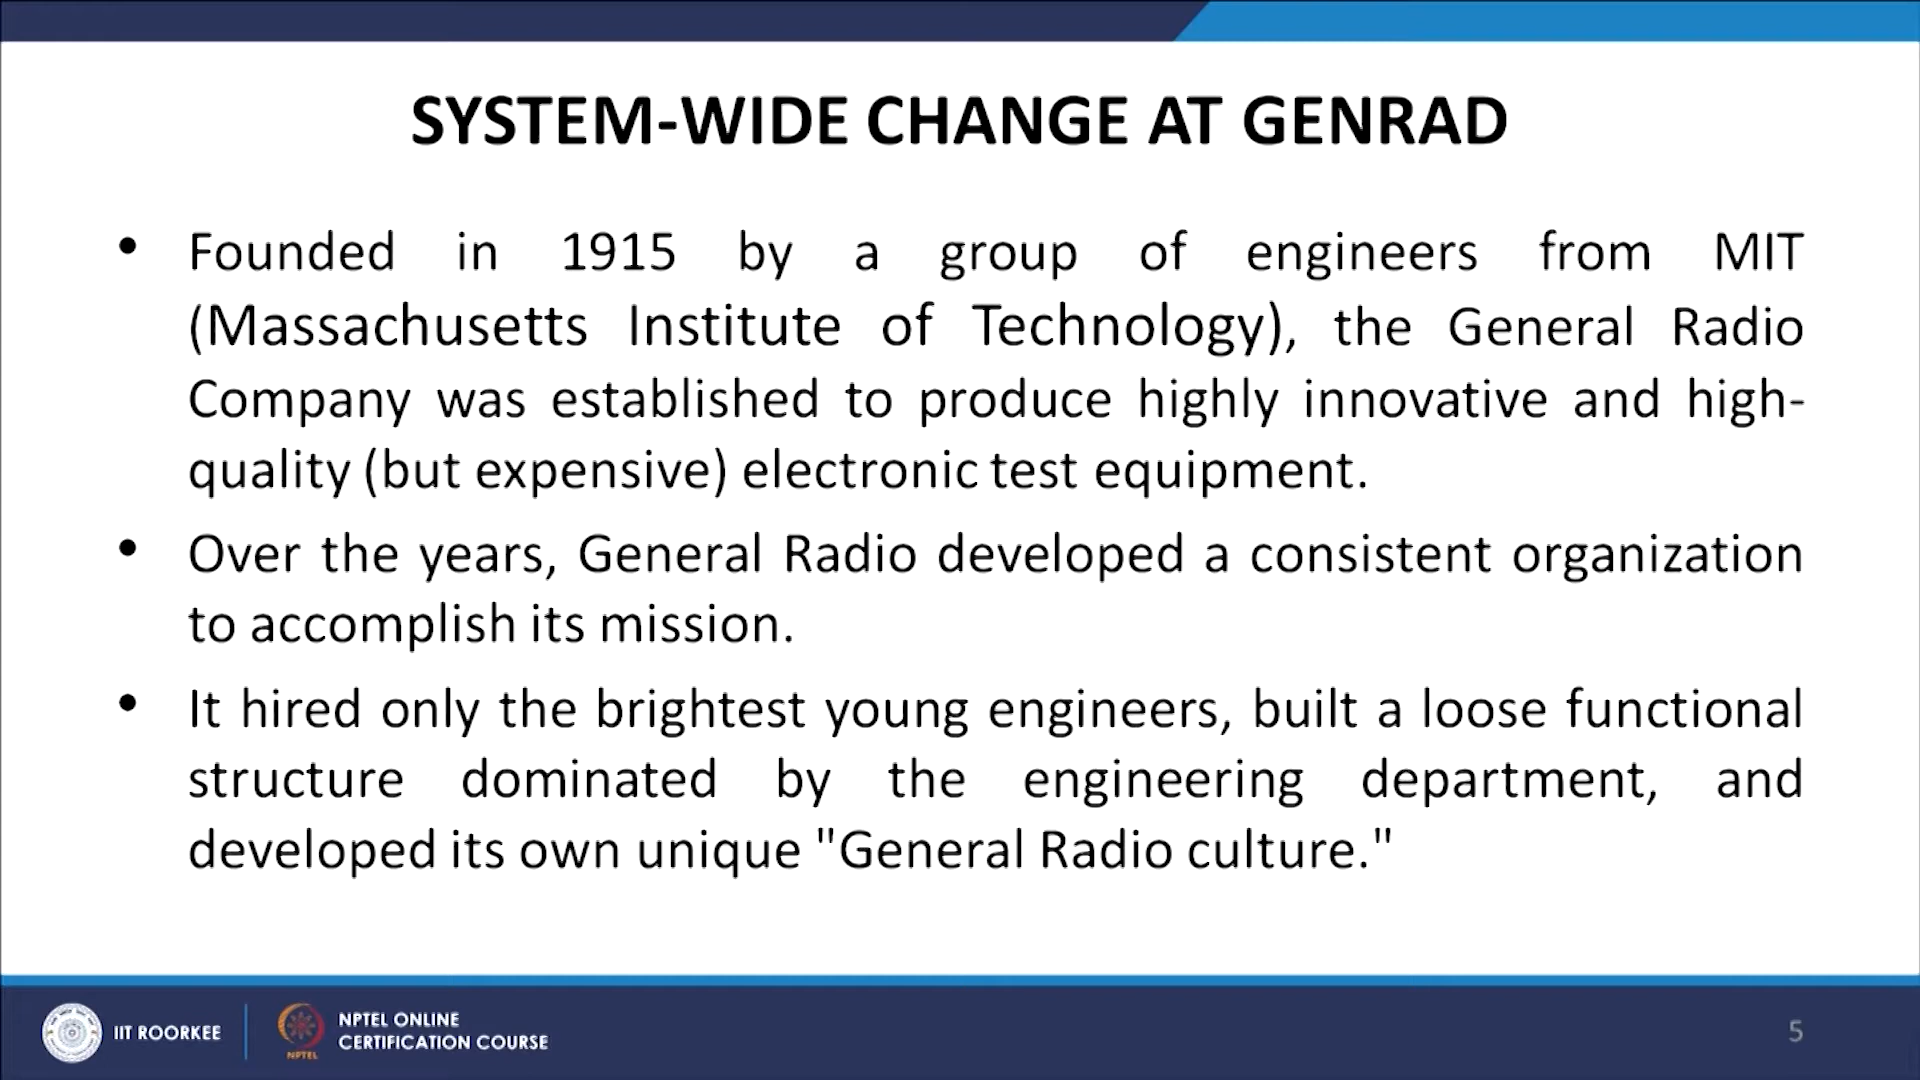 SYSTEM-WIDE CHANGE AT GENRAD
• Founded in 1915 by a group of engineers from MIT
(Massachusetts Institute of Technology), the General Radio
Company was established to produce highly innovative and high-
quality (but expensive) electronic test equipment.
• Over the years, General Radio developed a consistent organization
to accomplish its mission.
• It hired only the brightest young engineers, built a loose functional
structure dominated by the engineering department, and
developed its own unique "General Radio culture."
IIT ROORKEE
NPTEL
NPTEL ONLINE
CERTIFICATION COURSE
5